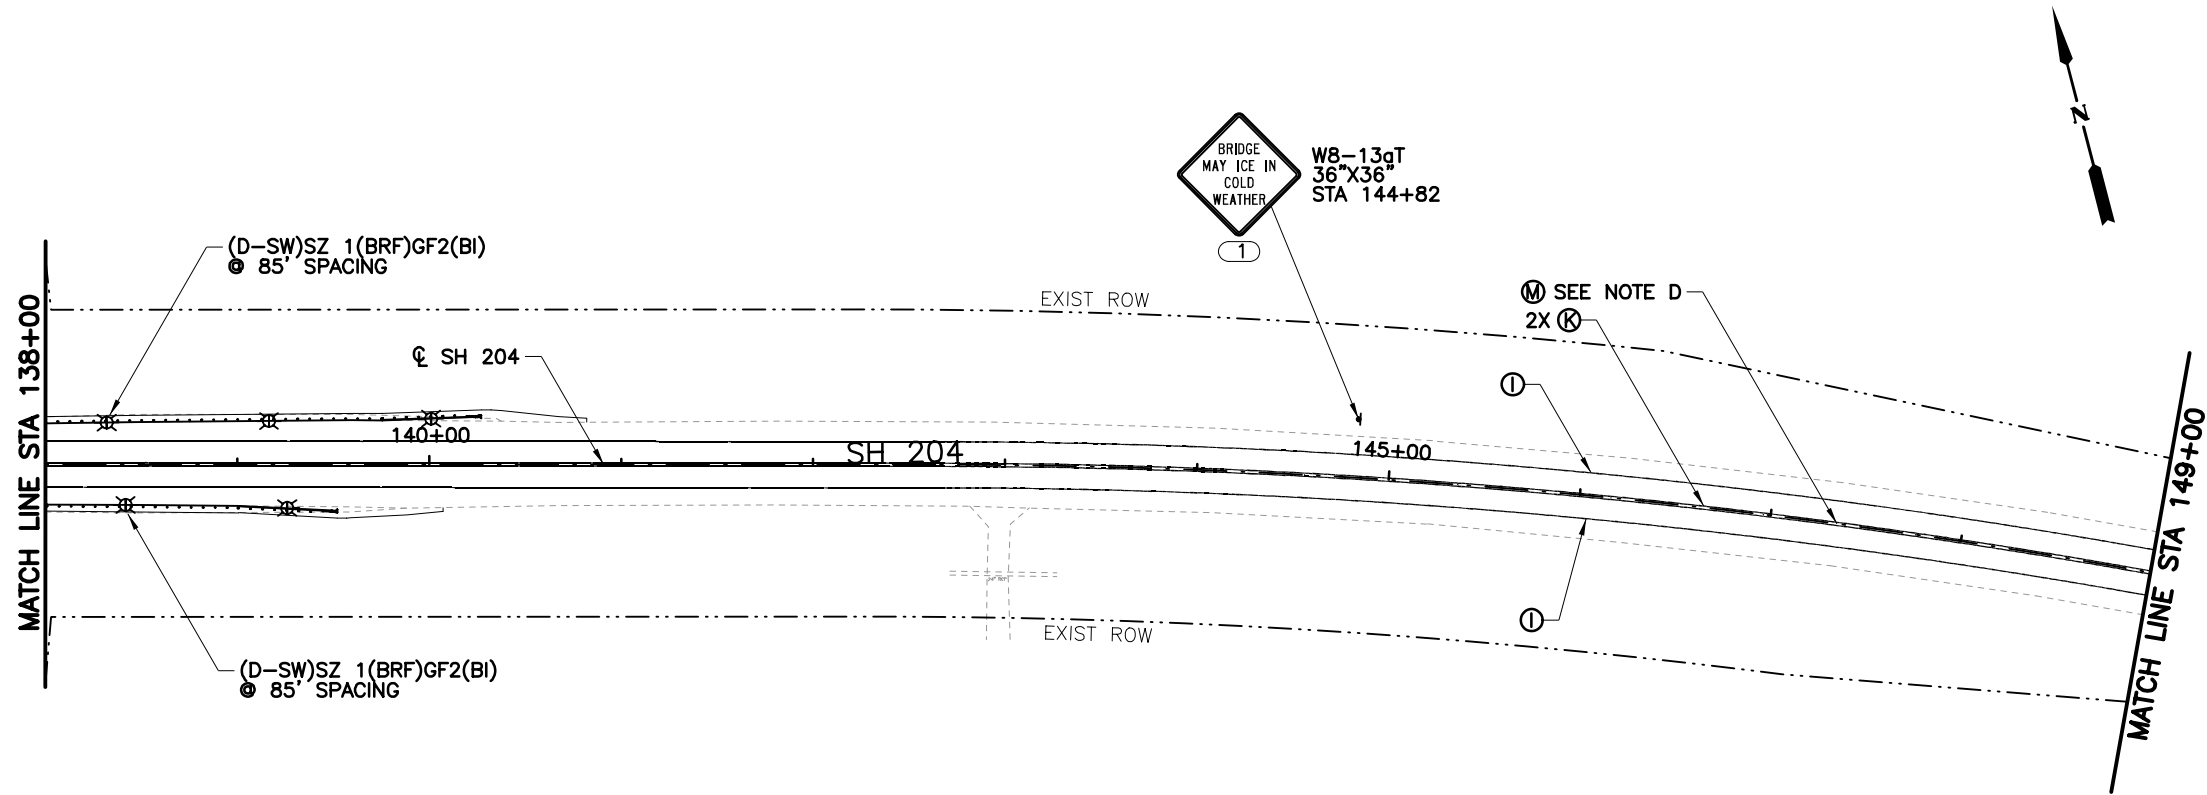 N
BRIDGE
MAY ICE IN
COLD
WEATHER
W8-13aT
36"X36"
STA 144+82
1
(D-SW)SZ 1(BRF)GF2(BI)
@ 85' SPACING
EXIST ROW
M SEE NOTE D
2X K
℄ SH 204
I
MATCH LINE STA 138+00
140+00
SH 204
145+00
MATCH LINE STA 149+00
I
EXIST ROW
(D-SW)SZ 1(BRF)GF2(BI)
@ 85' SPACING